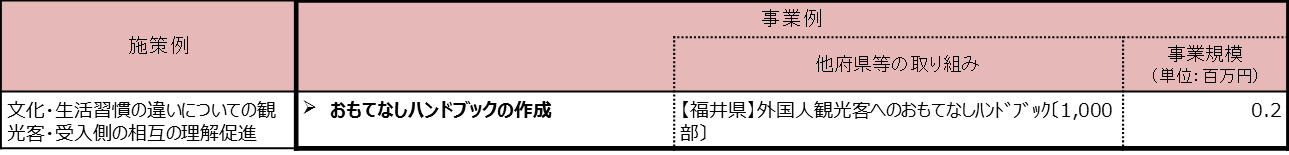 施策例
事業例
他府県等の取り組み
事業規模
（単位：百万円）
文化・生活習慣の違いについての観
光客・受入側の相互の理解促進
➢ おもてなしハンドブックの作成
【福井県】外国人観光客へのおもてなしﾊﾝﾄﾞﾌﾞｯｸ〔1,000
部〕
0.2